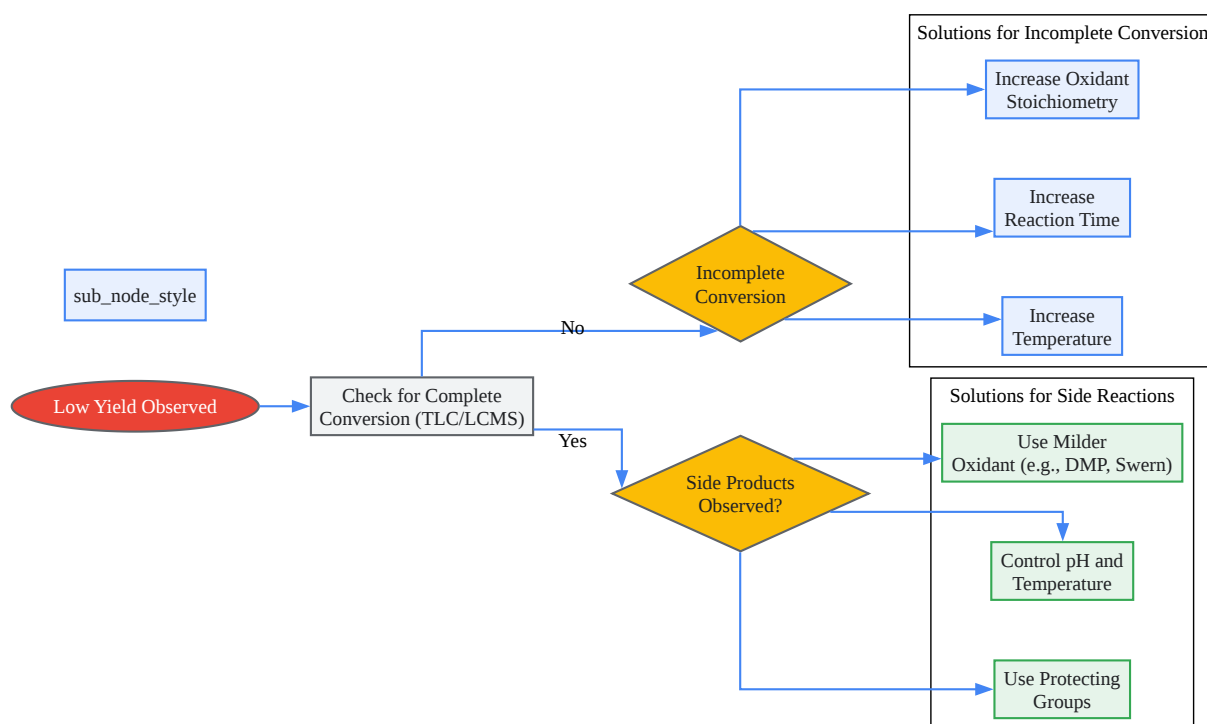 Solutions for Incomplete Conversion
Increase Oxidant
Stoichiometry
Increase
Reaction Time
Incomplete
Conversion
sub_node_style
Increase
Temperature
No
Low Yield Observed
Check for Complete
Conversion (TLC/LCMS)
Yes
Solutions for Side Reactions
Use Milder
Oxidant (e.g., DMP, Swern)
Side Products
Observed?
Control pH and
Temperature
Use Protecting
Groups